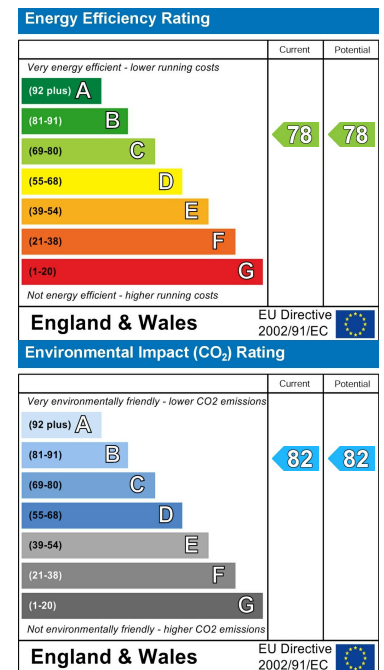 Energy Efficiency Rating
Current Potential
Very energy efficient - lower running costs
(92 plus) A
(81-91) B
(69-80) C
(55-68) D
(39-54) E
(21-38) F
(1-20) G
78 78
Not energy efficient - higher running costs
England & Wales
EU Directive
2002/91/EC
Environmental Impact (CO₂) Rating
Current Potential
Very environmentally friendly - lower CO2 emissions
(92 plus) A
(81-91) B
(69-80) C
(55-68) D
(39-54) E
(21-38) F
(1-20) G
82 82
Not environmentally friendly - higher CO2 emissions
England & Wales
EU Directive
2002/91/EC